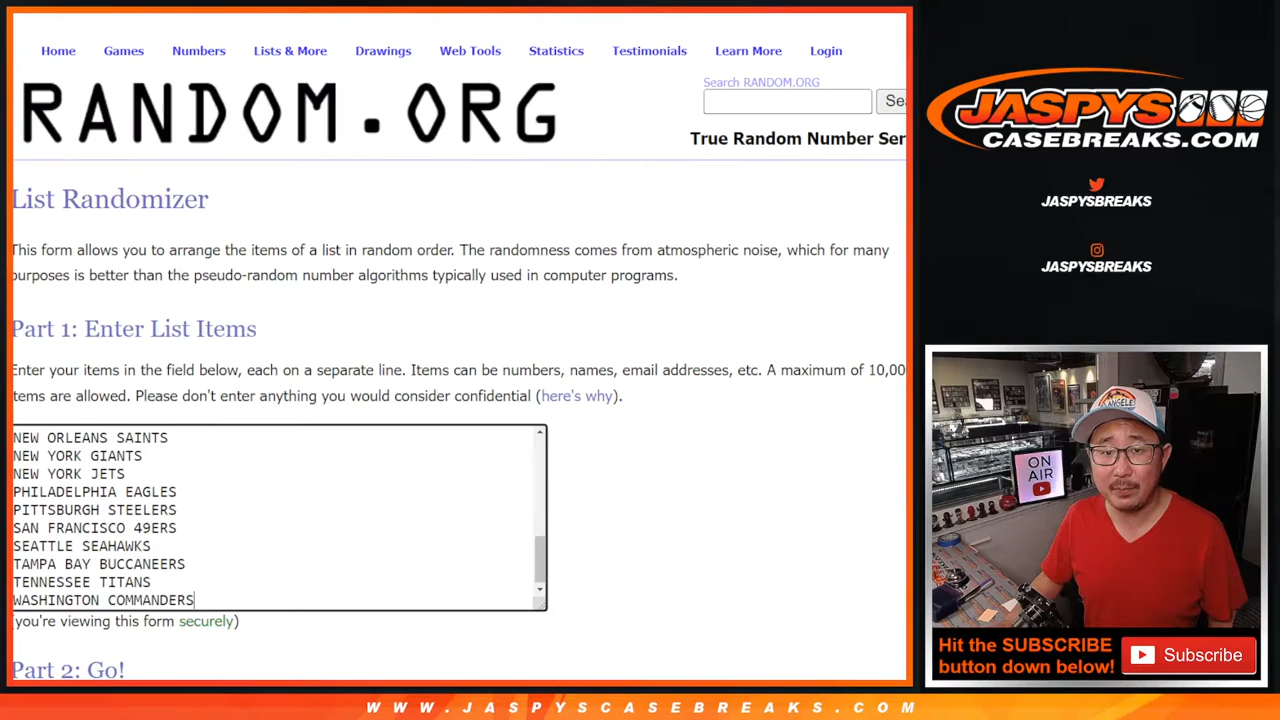 Home Games Numbers Lists & More Drawings Web Tools Statistics Testimonials Learn More Login
RANDOM.ORG
Search RANDOM.ORG
Sea
True Random Number Ser
List Randomizer
This form allows you to arrange the items of a list in random order. The randomness comes from atmospheric noise, which for many
purposes is better than the pseudo-random number algorithms typically used in computer programs.
Part 1: Enter List Items
Enter your items in the field below, each on a separate line. Items can be numbers, names, email addresses, etc. A maximum of 10,00
items are allowed. Please don't enter anything you would consider confidential (here's why).
NEW ORLEANS SAINTS
NEW YORK GIANTS
NEW YORK JETS
PHILADELPHIA EAGLES
PITTSBURGH STEELERS
SAN FRANCISCO 49ERS
SEATTLE SEAHAWKS
TAMPA BAY BUCCANEERS
TENNESSEE TITANS
WASHINGTON COMMANDERS
(you're viewing this form securely)
Part 2: Go!
JASPYS
CASEBREAKS.COM
JASPYSBREAKS
JASPYSBREAKS
ANGELS
ON
AIR
Hit the SUBSCRIBE
button down below!
Subscribe
WWW.JASPYSCASEBREAKS.COM